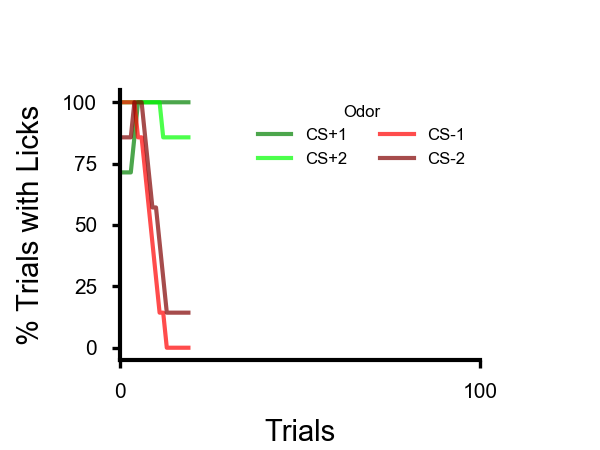 Odor
CS+1 CS-1
CS+2 CS-2
% Trials with Licks
100
75
50
25
0
0 100
Trials